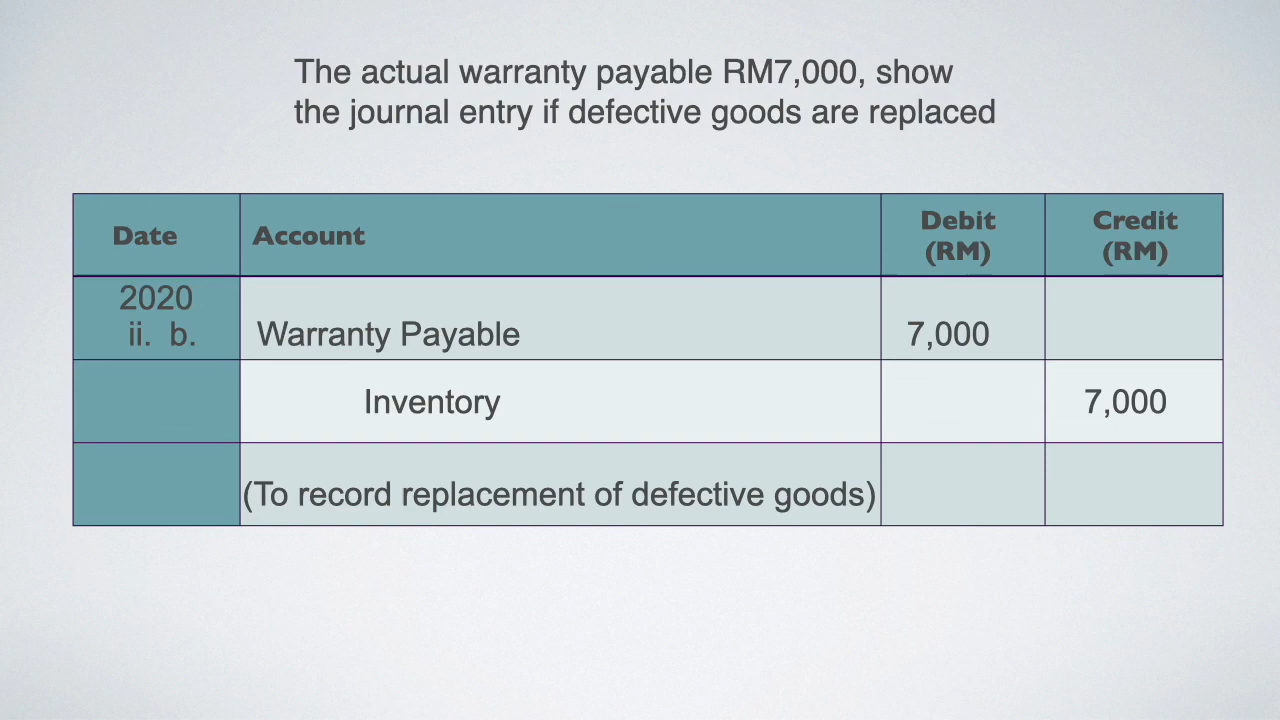 The actual warranty payable RM7,000, show
the journal entry if defective goods are replaced
Date Account Debit (RM) Credit (RM)
2020
ii. b. Warranty Payable 7,000
Inventory 7,000
(To record replacement of defective goods)